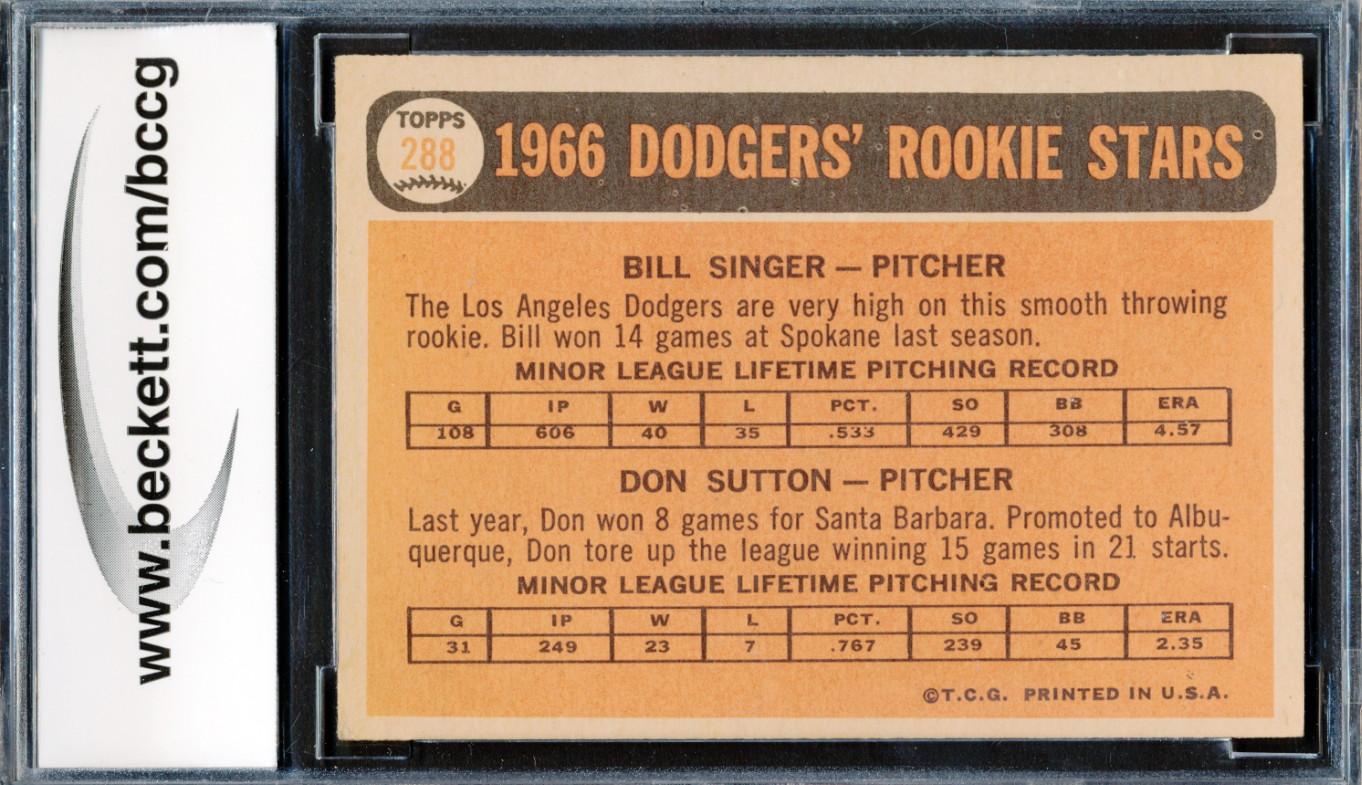 www.beckett.com/bccg
TOPPS
288
1966 DODGERS' ROOKIE STARS
BILL SINGER — PITCHER
The Los Angeles Dodgers are very high on this smooth throwing
rookie. Bill won 14 games at Spokane last season.
MINOR LEAGUE LIFETIME PITCHING RECORD
G IP W L PCT. SO BB ERA
108 606 40 35 .533 429 308 4.57
DON SUTTON — PITCHER
Last year, Don won 8 games for Santa Barbara. Promoted to Albu-
querque, Don tore up the league winning 15 games in 21 starts.
MINOR LEAGUE LIFETIME PITCHING RECORD
G IP W L PCT. SO BB ERA
31 249 23 7 .767 239 45 2.35
©T.C.G. PRINTED IN U.S.A.